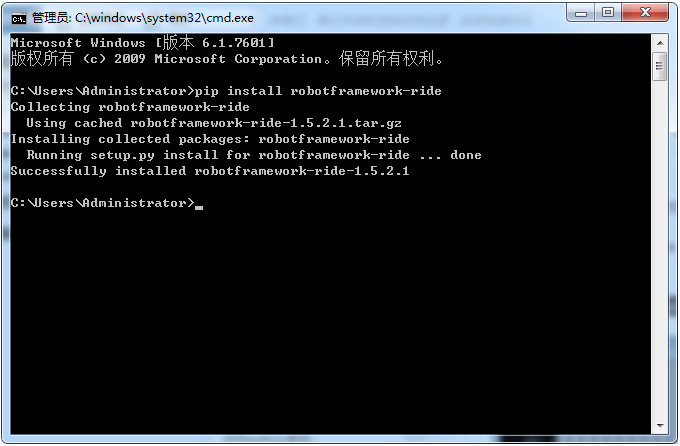 管理员: C:\windows\system32\cmd.exe
Microsoft Windows [版本 6.1.7601]
版权所有 (c) 2009 Microsoft Corporation。保留所有权利。
C:\Users\Administrator>pip install robotframework-ride
Collecting robotframework-ride
  Using cached robotframework-ride-1.5.2.1.tar.gz
Installing collected packages: robotframework-ride
  Running setup.py install for robotframework-ride ... done
Successfully installed robotframework-ride-1.5.2.1
C:\Users\Administrator>_